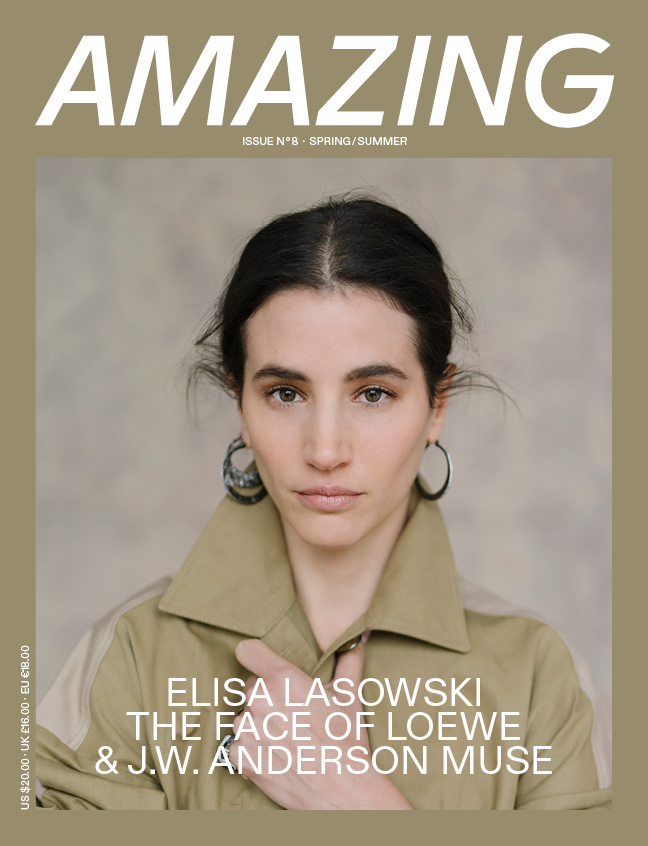 AMAZING
ISSUE N°8 · SPRING/SUMMER
ELISA LASOWSKI
THE FACE OF LOEWE
& J.W. ANDERSON MUSE
US $20.00 · UK £16.00 · EU €18.00